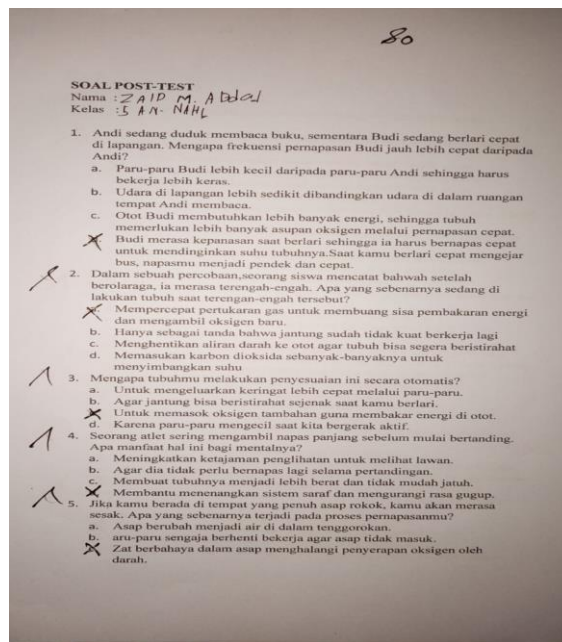 80
SOAL POST-TEST
Nama : ZAID M. Abdal
Kelas : 5 AN-NAHL
1. Andi sedang duduk membaca buku, sementara Budi sedang berlari cepat
di lapangan. Mengapa frekuensi pernapasan Budi jauh lebih cepat daripada
Andi?
a. Paru-paru Budi lebih kecil daripada paru-paru Andi sehingga harus
bekerja lebih keras.
b. Udara di lapangan lebih sedikit dibandingkan udara di dalam ruangan
tempat Andi membaca.
c. Otot Budi membutuhkan lebih banyak energi, sehingga tubuh
memerlukan lebih banyak asupan oksigen melalui pernapasan cepat.
Budi merasa kepanasan saat berlari sehingga ia harus bernapas cepat
untuk mendinginkan suhu tubuhnya.Saat kamu berlari cepat mengejar
bus, napasmu menjadi pendek dan cepat.
2. Dalam sebuah percobaan,seorang siswa mencatat bahwah setelah
berolaraga, ia merasa terengah-engah. Apa yang sebenarnya sedang di
lakukan tubuh saat terengan-engah tersebut?
Mempercepat pertukaran gas untuk membuang sisa pembakaran energi
dan mengambil oksigen baru.
b. Hanya sebagai tanda bahwa jantung sudah tidak kuat berkerja lagi
c. Menghentikan aliran darah ke otot agar tubuh bisa segera beristirahat
d. Memasukan karbon dioksida sebanyak-banyaknya untuk
menyimbangkan suhu
3. Mengapa tubuhmu melakukan penyesuaian ini secara otomatis?
a. Untuk mengeluarkan keringat lebih cepat melalui paru-paru.
b. Agar jantung bisa beristirahat sejenak saat kamu berlari.
Untuk memasok oksigen tambahan guna membakar energi di otot.
d. Karena paru-paru mengecil saat kita bergerak aktif.
4. Seorang atlet sering mengambil napas panjang sebelum mulai bertanding.
Apa manfaat hal ini bagi mentalnya?
a. Meningkatkan ketajaman penglihatan untuk melihat lawan.
b. Agar dia tidak perlu bernapas lagi selama pertandingan.
c. Membuat tubuhnya menjadi lebih berat dan tidak mudah jatuh.
Membantu menenangkan sistem saraf dan mengurangi rasa gugup.
5. Jika kamu berada di tempat yang penuh asap rokok, kamu akan merasa
sesak. Apa yang sebenarnya terjadi pada proses pernapasanmu?
a. Asap berubah menjadi air di dalam tenggorokan.
b. aru-paru sengaja berhenti bekerja agar asap tidak masuk.
Zat berbahaya dalam asap menghalangi penyerapan oksigen oleh
darah.